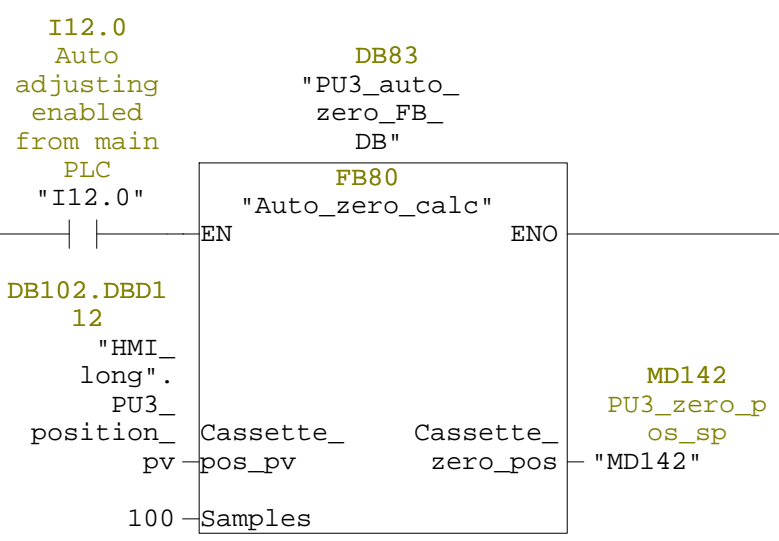 I12.0
Auto
adjusting
enabled
from main
PLC
"I12.0"
DB83
"PU3_auto_
zero_FB_
DB"
FB80
"Auto_zero_calc"
EN
ENO
DB102.DBD1
12
"HMI_
long".
PU3_
position_
pv
Cassette_
pos_pv
Cassette_
zero_pos
MD142
PU3_zero_p
os_sp
"MD142"
100
Samples